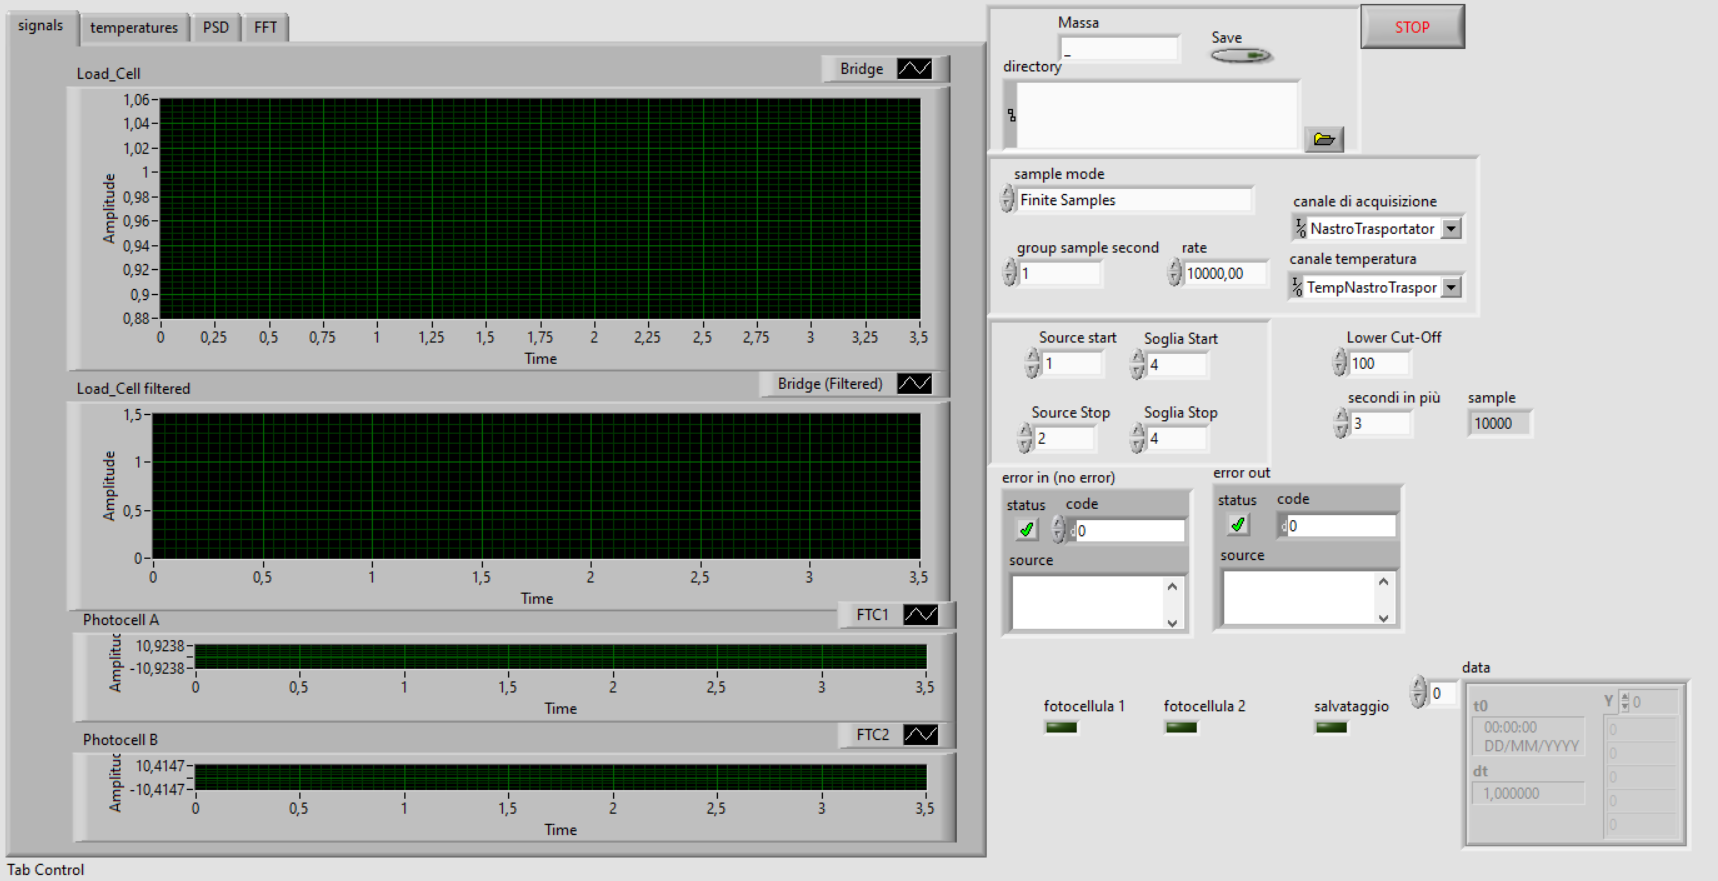 signals
temperatures
PSD
FFT
Load_Cell
Bridge
1,06
1,04
1,02
1
0,98
0,96
0,94
0,92
0,9
0,88
Amplitude
0 0,25 0,5 0,75 1 1,25 1,5 1,75 2 2,25 2,5 2,75 3 3,25 3,5
Time
Load_Cell filtered
Bridge (Filtered)
1,5
1
0,5
0
Amplitude
0 0,5 1 1,5 2 2,5 3 3,5
Time
Photocell A
FTC1
10,9238
-10,9238
0 0,5 1 1,5 2 2,5 3 3,5
Time
Photocell B
FTC2
10,4147
-10,4147
0 0,5 1 1,5 2 2,5 3 3,5
Time
Tab Control
Massa
_
Save
STOP
directory
sample mode
Finite Samples
canale di acquisizione
NastroTrasportator
group sample second
1
rate
10000,00
canale temperatura
TempNastroTraspor
Source start
1
Soglia Start
4
Source Stop
2
Soglia Stop
4
Lower Cut-Off
100
secondi in più
3
sample
10000
error in (no error)
status
code
d0
source
error out
status
code
d0
source
fotocellula 1
fotocellula 2
salvataggio
data
0
t0
00:00:00
DD/MM/YYYY
dt
1,000000
Y
0
0
0
0
0
0